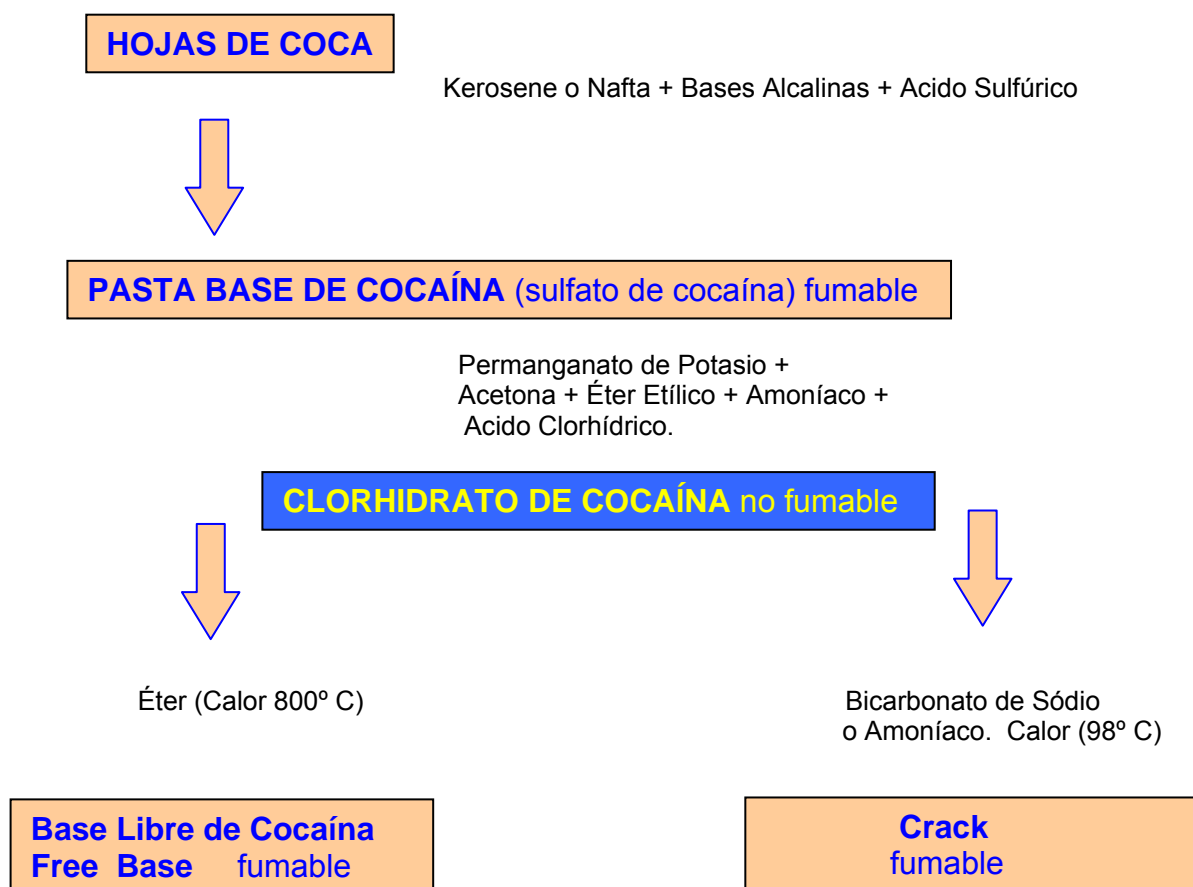 HOJAS DE COCA
Kerosene o Nafta + Bases Alcalinas + Acido Sulfúrico
PASTA BASE DE COCAÍNA (sulfato de cocaína) fumable
Permanganato de Potasio +
Acetona + Éter Etílico + Amoníaco +
Acido Clorhídrico.
CLORHIDRATO DE COCAÍNA no fumable
Éter (Calor 800º C)
Bicarbonato de Sódio
o Amoníaco. Calor (98º C)
Base Libre de Cocaína
Free Base fumable
Crack
fumable